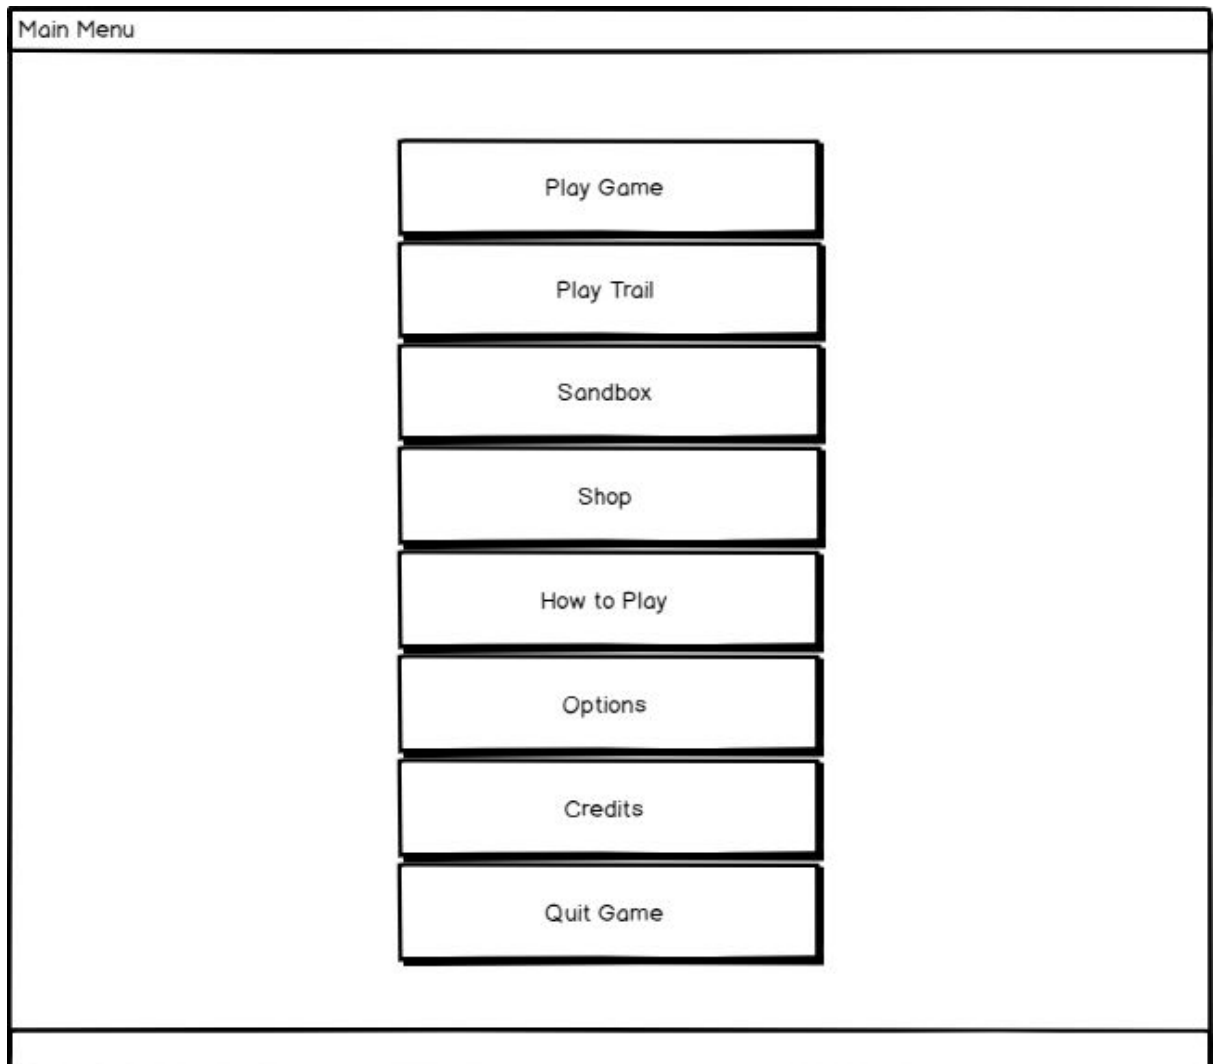 Main Menu
Play Game
Play Trail
Sandbox
Shop
How to Play
Options
Credits
Quit Game